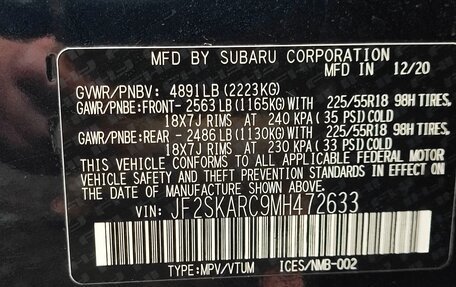 MFD BY SUBARU CORPORATION
MFD IN 12/20
GVWR/PNBV: 4891LB (2223KG)
GAWR/PNBE:FRONT- 2563LB (1165KG)WITH 225/55R18 98H TIRES,
18X7J RIMS AT 240 KPA (35 PSI)COLD
GAWR/PNBE:REAR - 2486LB (1130KG)WITH 225/55R18 98H TIRES,
18X7J RIMS AT 230 KPA (33 PSI)COLD
THIS VEHICLE CONFORMS TO ALL APPLICABLE FEDERAL MOTOR
VEHICLE SAFETY AND THEFT PREVENTION STANDARDS IN EFFECT ON
THE DATE OF MANUFACTURE SHOWN ABOVE.
VIN: JF2SKARC9MH472633
TYPE:MPV/VTUM ICES/NMB-002